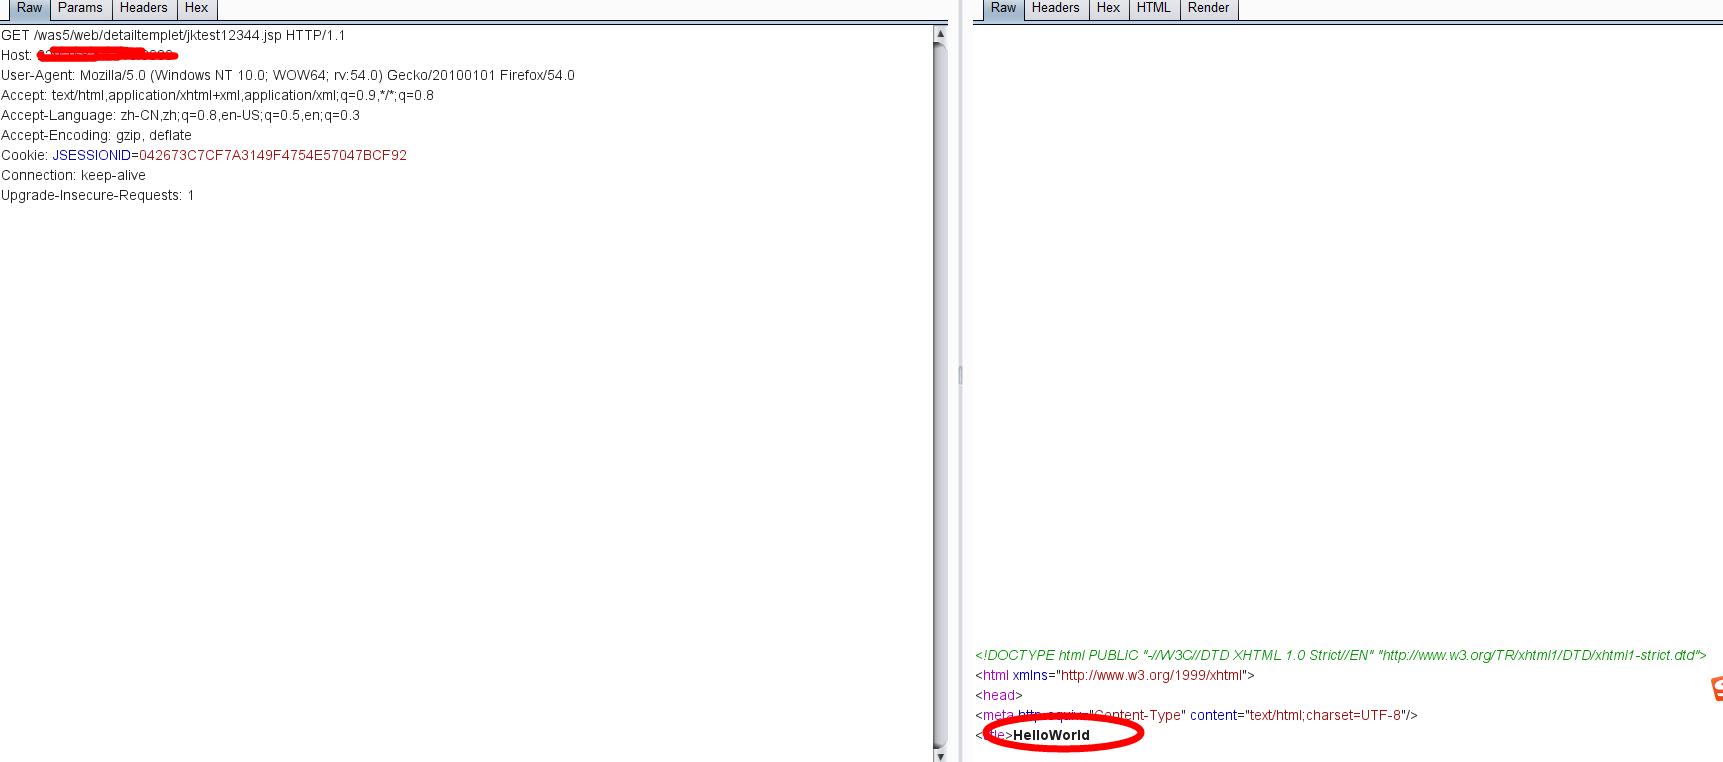 Raw Params Headers Hex
GET /was5/web/detailtemplet/jktest12344.jsp HTTP/1.1
Host:
User-Agent: Mozilla/5.0 (Windows NT 10.0; WOW64; rv:54.0) Gecko/20100101 Firefox/54.0
Accept: text/html,application/xhtml+xml,application/xml;q=0.9,*/*;q=0.8
Accept-Language: zh-CN,zh;q=0.8,en-US;q=0.5,en;q=0.3
Accept-Encoding: gzip, deflate
Cookie: JSESSIONID=042673C7CF7A3149F4754E57047BCF92
Connection: keep-alive
Upgrade-Insecure-Requests: 1
Raw Headers Hex HTML Render
<!DOCTYPE html PUBLIC "-//W3C//DTD XHTML 1.0 Strict//EN" "http://www.w3.org/TR/xhtml1/DTD/xhtml1-strict.dtd">
<html xmlns="http://www.w3.org/1999/xhtml">
<head>
<meta http-equiv="Content-Type" content="text/html;charset=UTF-8"/>
<title>HelloWorld